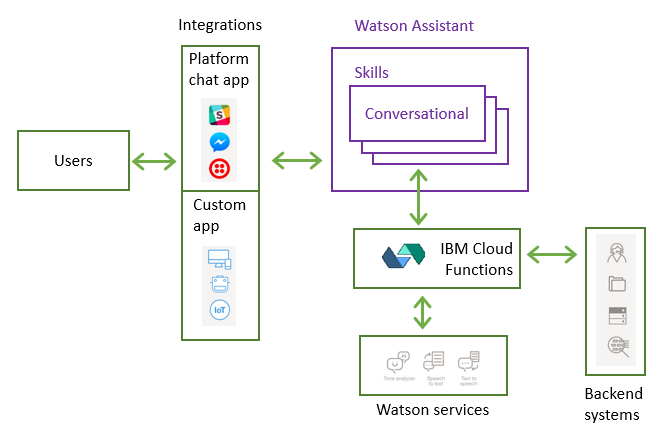 Integrations
Watson Assistant
Platform
chat app
Skills
Conversational
Users
Custom
app
IoT
IBM Cloud
Functions
Tone analyzer
Speech
to text
Text to
speech
Watson services
Backend
systems